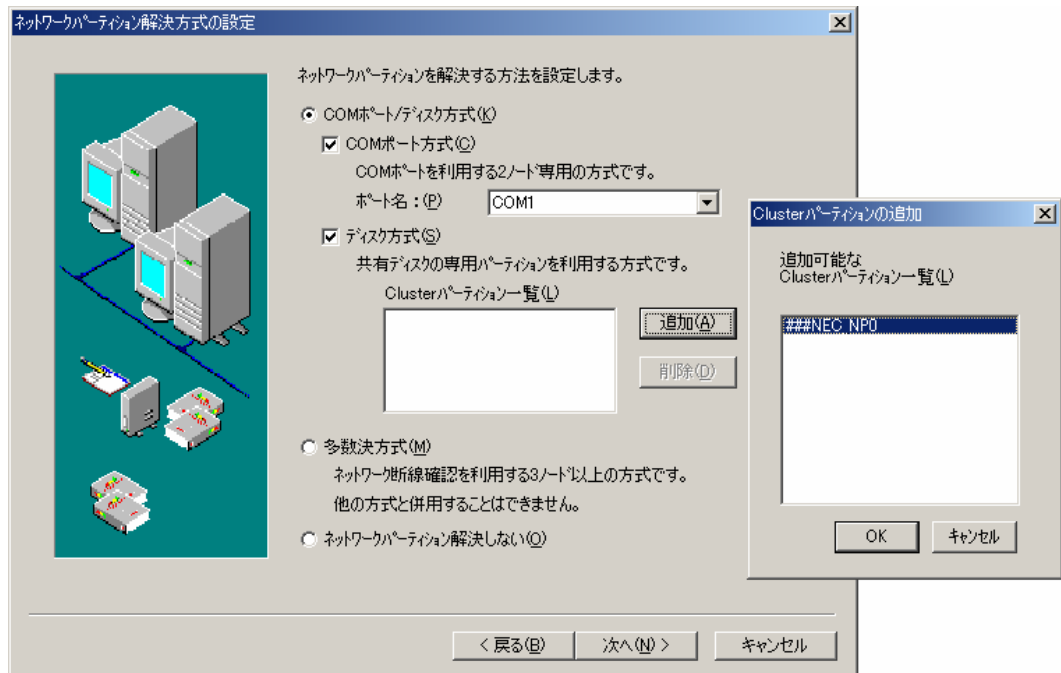 ネットワークパーティション解決方式の設定
ネットワークパーティションを解決する方法を設定します。
COMポート/ディスク方式(K)
COMポート方式(C)
COMポートを利用する2ノード専用の方式です。
ポート名：(P)
COM1
ディスク方式(S)
共有ディスクの専用パーティションを利用する方式です。
Clusterパーティション一覧(L)
追加(A)
削除(D)
多数決方式(M)
ネットワーク断線確認を利用する3ノード以上の方式です。
他の方式と併用することはできません。
ネットワークパーティション解決しない(O)
< 戻る(B)
次へ(N) >
キャンセル
Clusterパーティションの追加
追加可能な
Clusterパーティション一覧(L)
###NEC_NP0
OK
キャンセル